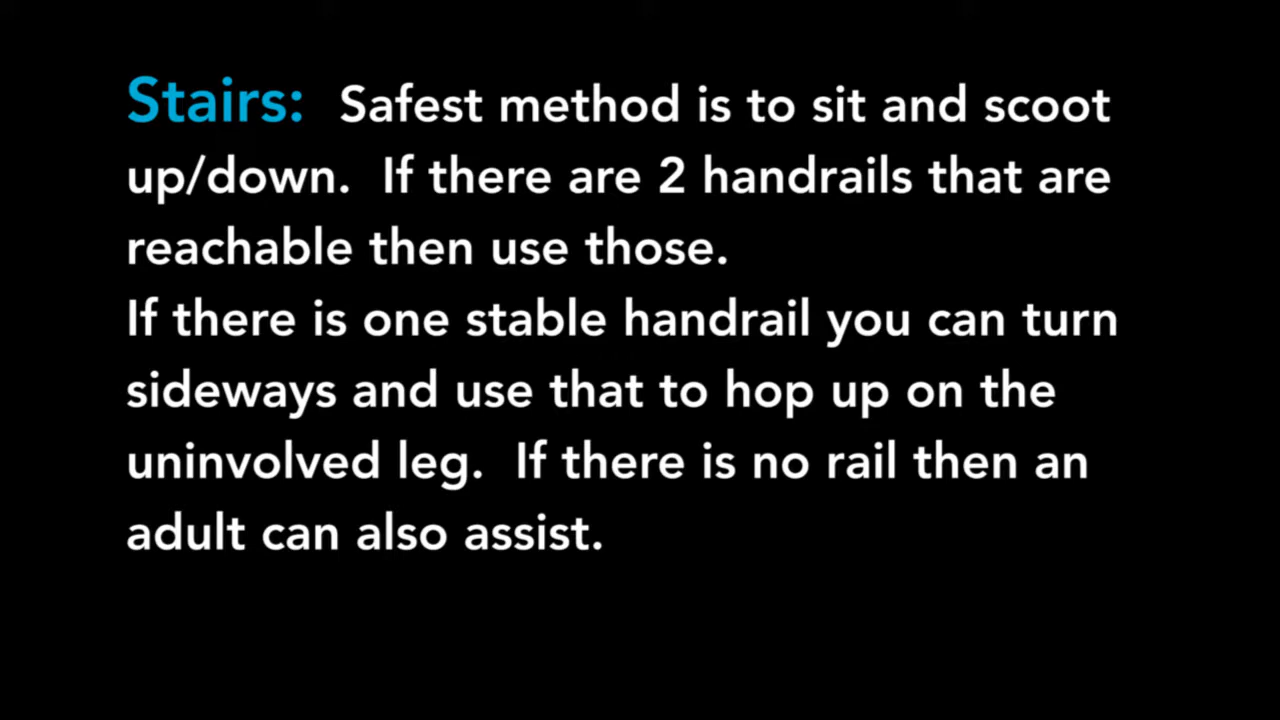 Stairs: Safest method is to sit and scoot
up/down. If there are 2 handrails that are
reachable then use those.
If there is one stable handrail you can turn
sideways and use that to hop up on the
uninvolved leg. If there is no rail then an
adult can also assist.